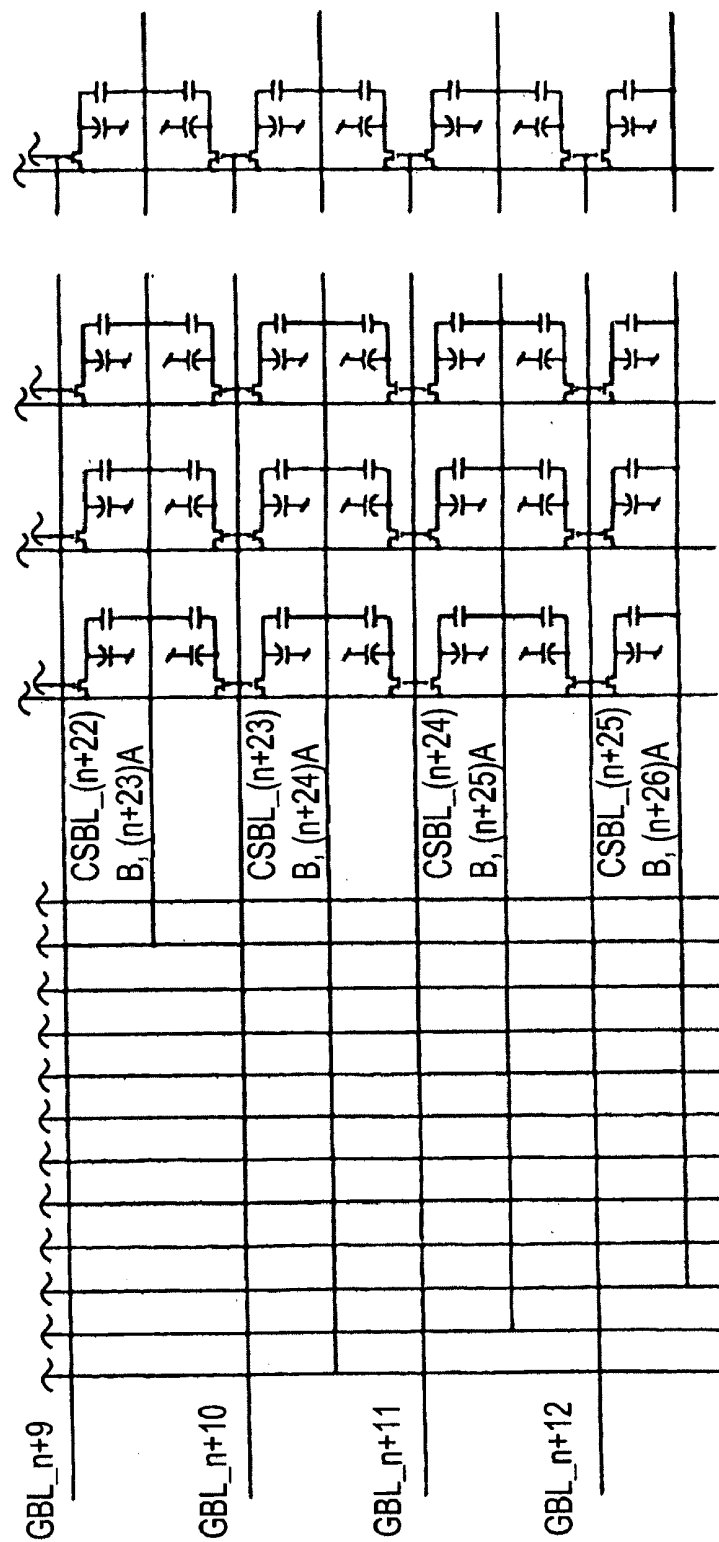 GBL_n+9
CSBL_(n+22)
B, (n+23)A
GBL_n+10
CSBL_(n+23)
B, (n+24)A
GBL_n+11
CSBL_(n+24)
B, (n+25)A
GBL_n+12
CSBL_(n+25)
B, (n+26)A